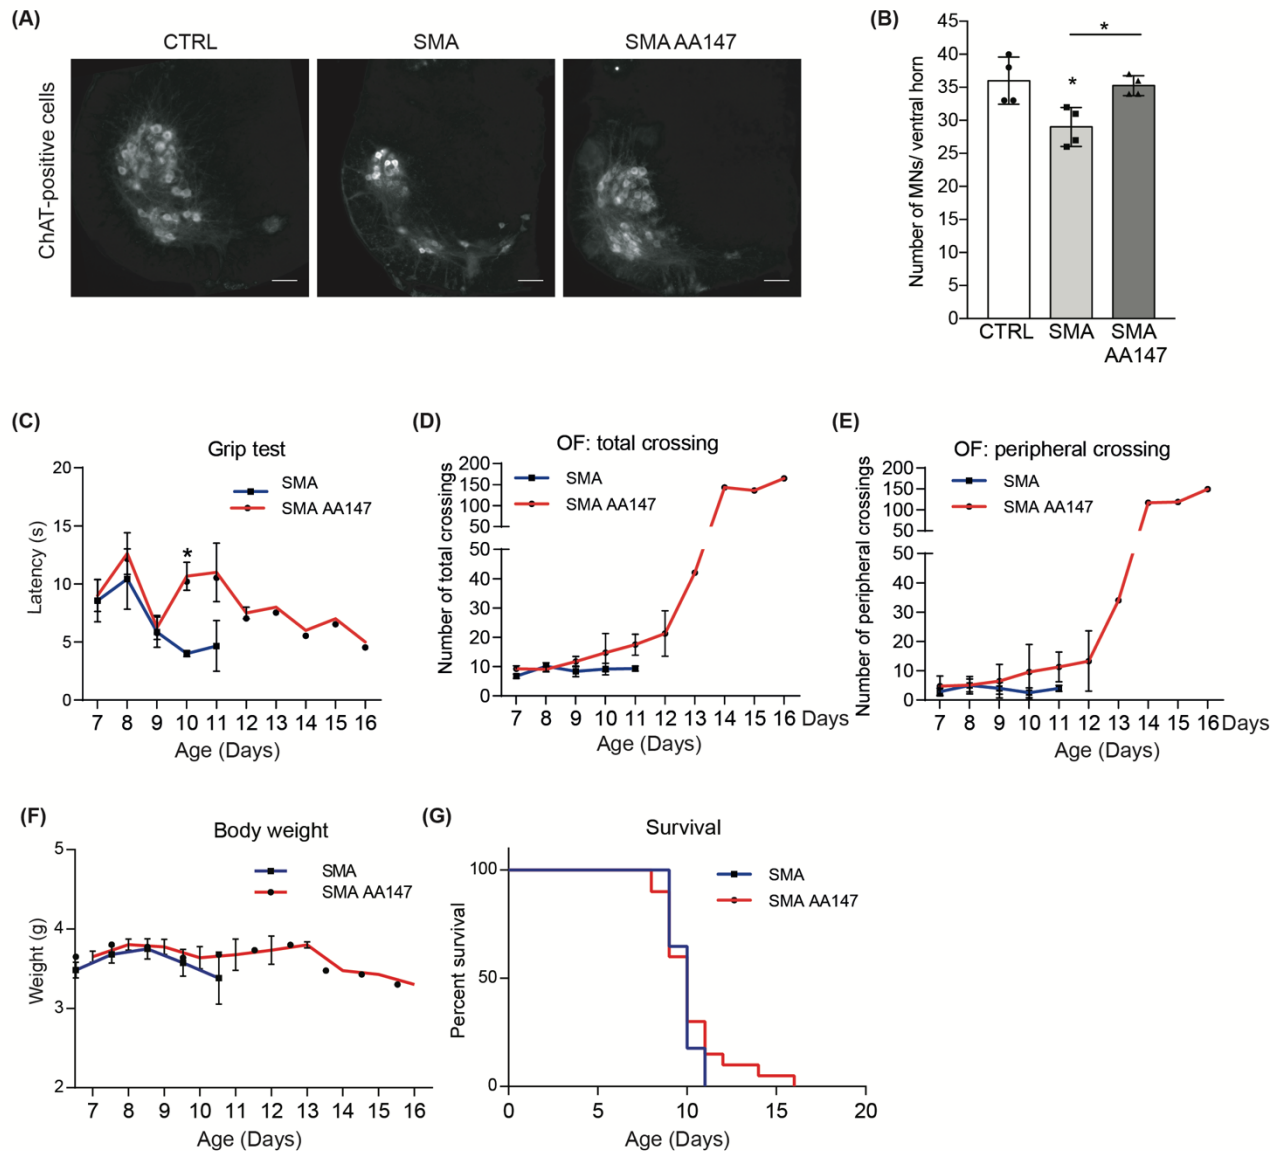 (A)
CTRL
SMA
SMA AA147
ChAT-positive cells
(B)
Number of MNs/ ventral horn
45
40
35
30
25
20
15
10
5
0
*
*
CTRL
SMA
SMA
AA147
(C)
Grip test
SMA
SMA AA147
Latency (s)
20
15
10
5
0
*
7 8 9 10 11 12 13 14 15 16
Age (Days)
(D)
OF: total crossing
SMA
SMA AA147
Number of total crossings
200
150
100
50
50
40
30
20
10
0
7 8 9 10 11 12 13 14 15 16 Days
Age (Days)
(E)
OF: peripheral crossing
SMA
SMA AA147
Number of peripheral crossings
200
150
100
50
50
40
30
20
10
0
7 8 9 10 11 12 13 14 15 16 Days
Age (Days)
(F)
Body weight
SMA
SMA AA147
Weight (g)
5
4
3
2
7 8 9 10 11 12 13 14 15 16
Age (Days)
(G)
Survival
SMA
SMA AA147
Percent survival
100
50
0
0 5 10 15 20
Age (Days)